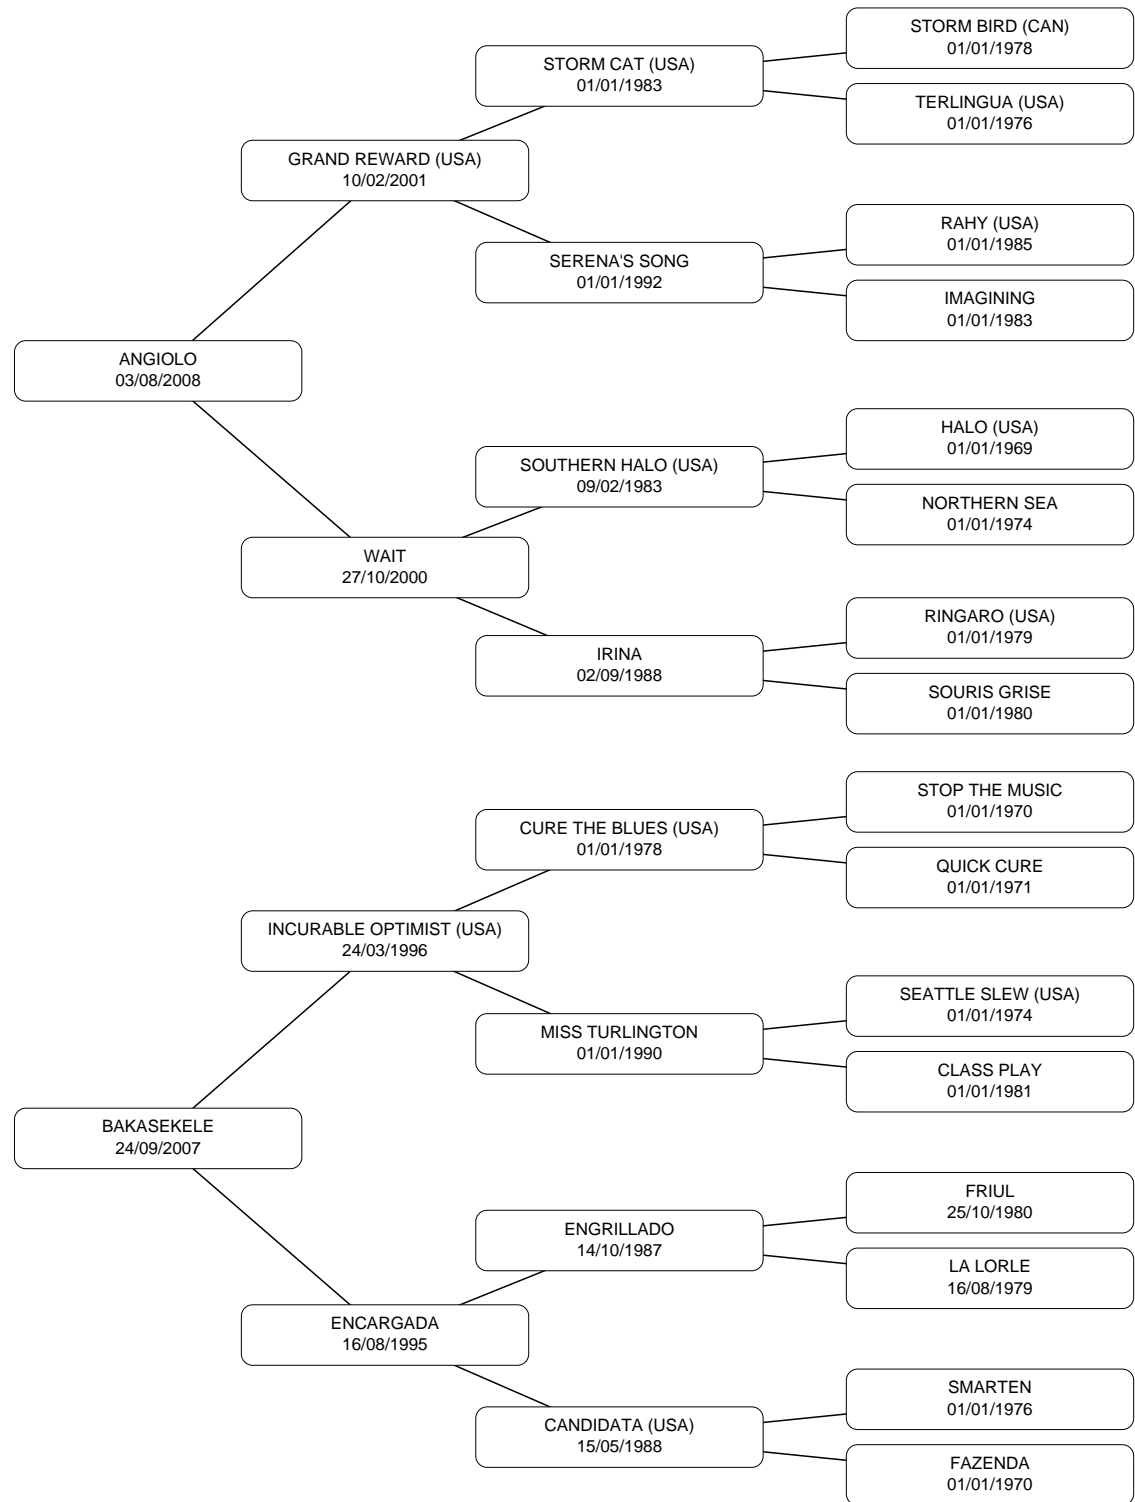 STORM BIRD (CAN)
01/01/1978
STORM CAT (USA)
01/01/1983
TERLINGUA (USA)
01/01/1976
GRAND REWARD (USA)
10/02/2001
RAHY (USA)
01/01/1985
SERENA'S SONG
01/01/1992
IMAGINING
01/01/1983
ANGIOLO
03/08/2008
HALO (USA)
01/01/1969
SOUTHERN HALO (USA)
09/02/1983
NORTHERN SEA
01/01/1974
WAIT
27/10/2000
RINGARO (USA)
01/01/1979
IRINA
02/09/1988
SOURIS GRISE
01/01/1980
STOP THE MUSIC
01/01/1970
CURE THE BLUES (USA)
01/01/1978
QUICK CURE
01/01/1971
INCURABLE OPTIMIST (USA)
24/03/1996
SEATTLE SLEW (USA)
01/01/1974
MISS TURLINGTON
01/01/1990
CLASS PLAY
01/01/1981
BAKASEKELE
24/09/2007
FRIUL
25/10/1980
ENGRILLADO
14/10/1987
LA LORLE
16/08/1979
ENCARGADA
16/08/1995
SMARTEN
01/01/1976
CANDIDATA (USA)
15/05/1988
FAZENDA
01/01/1970